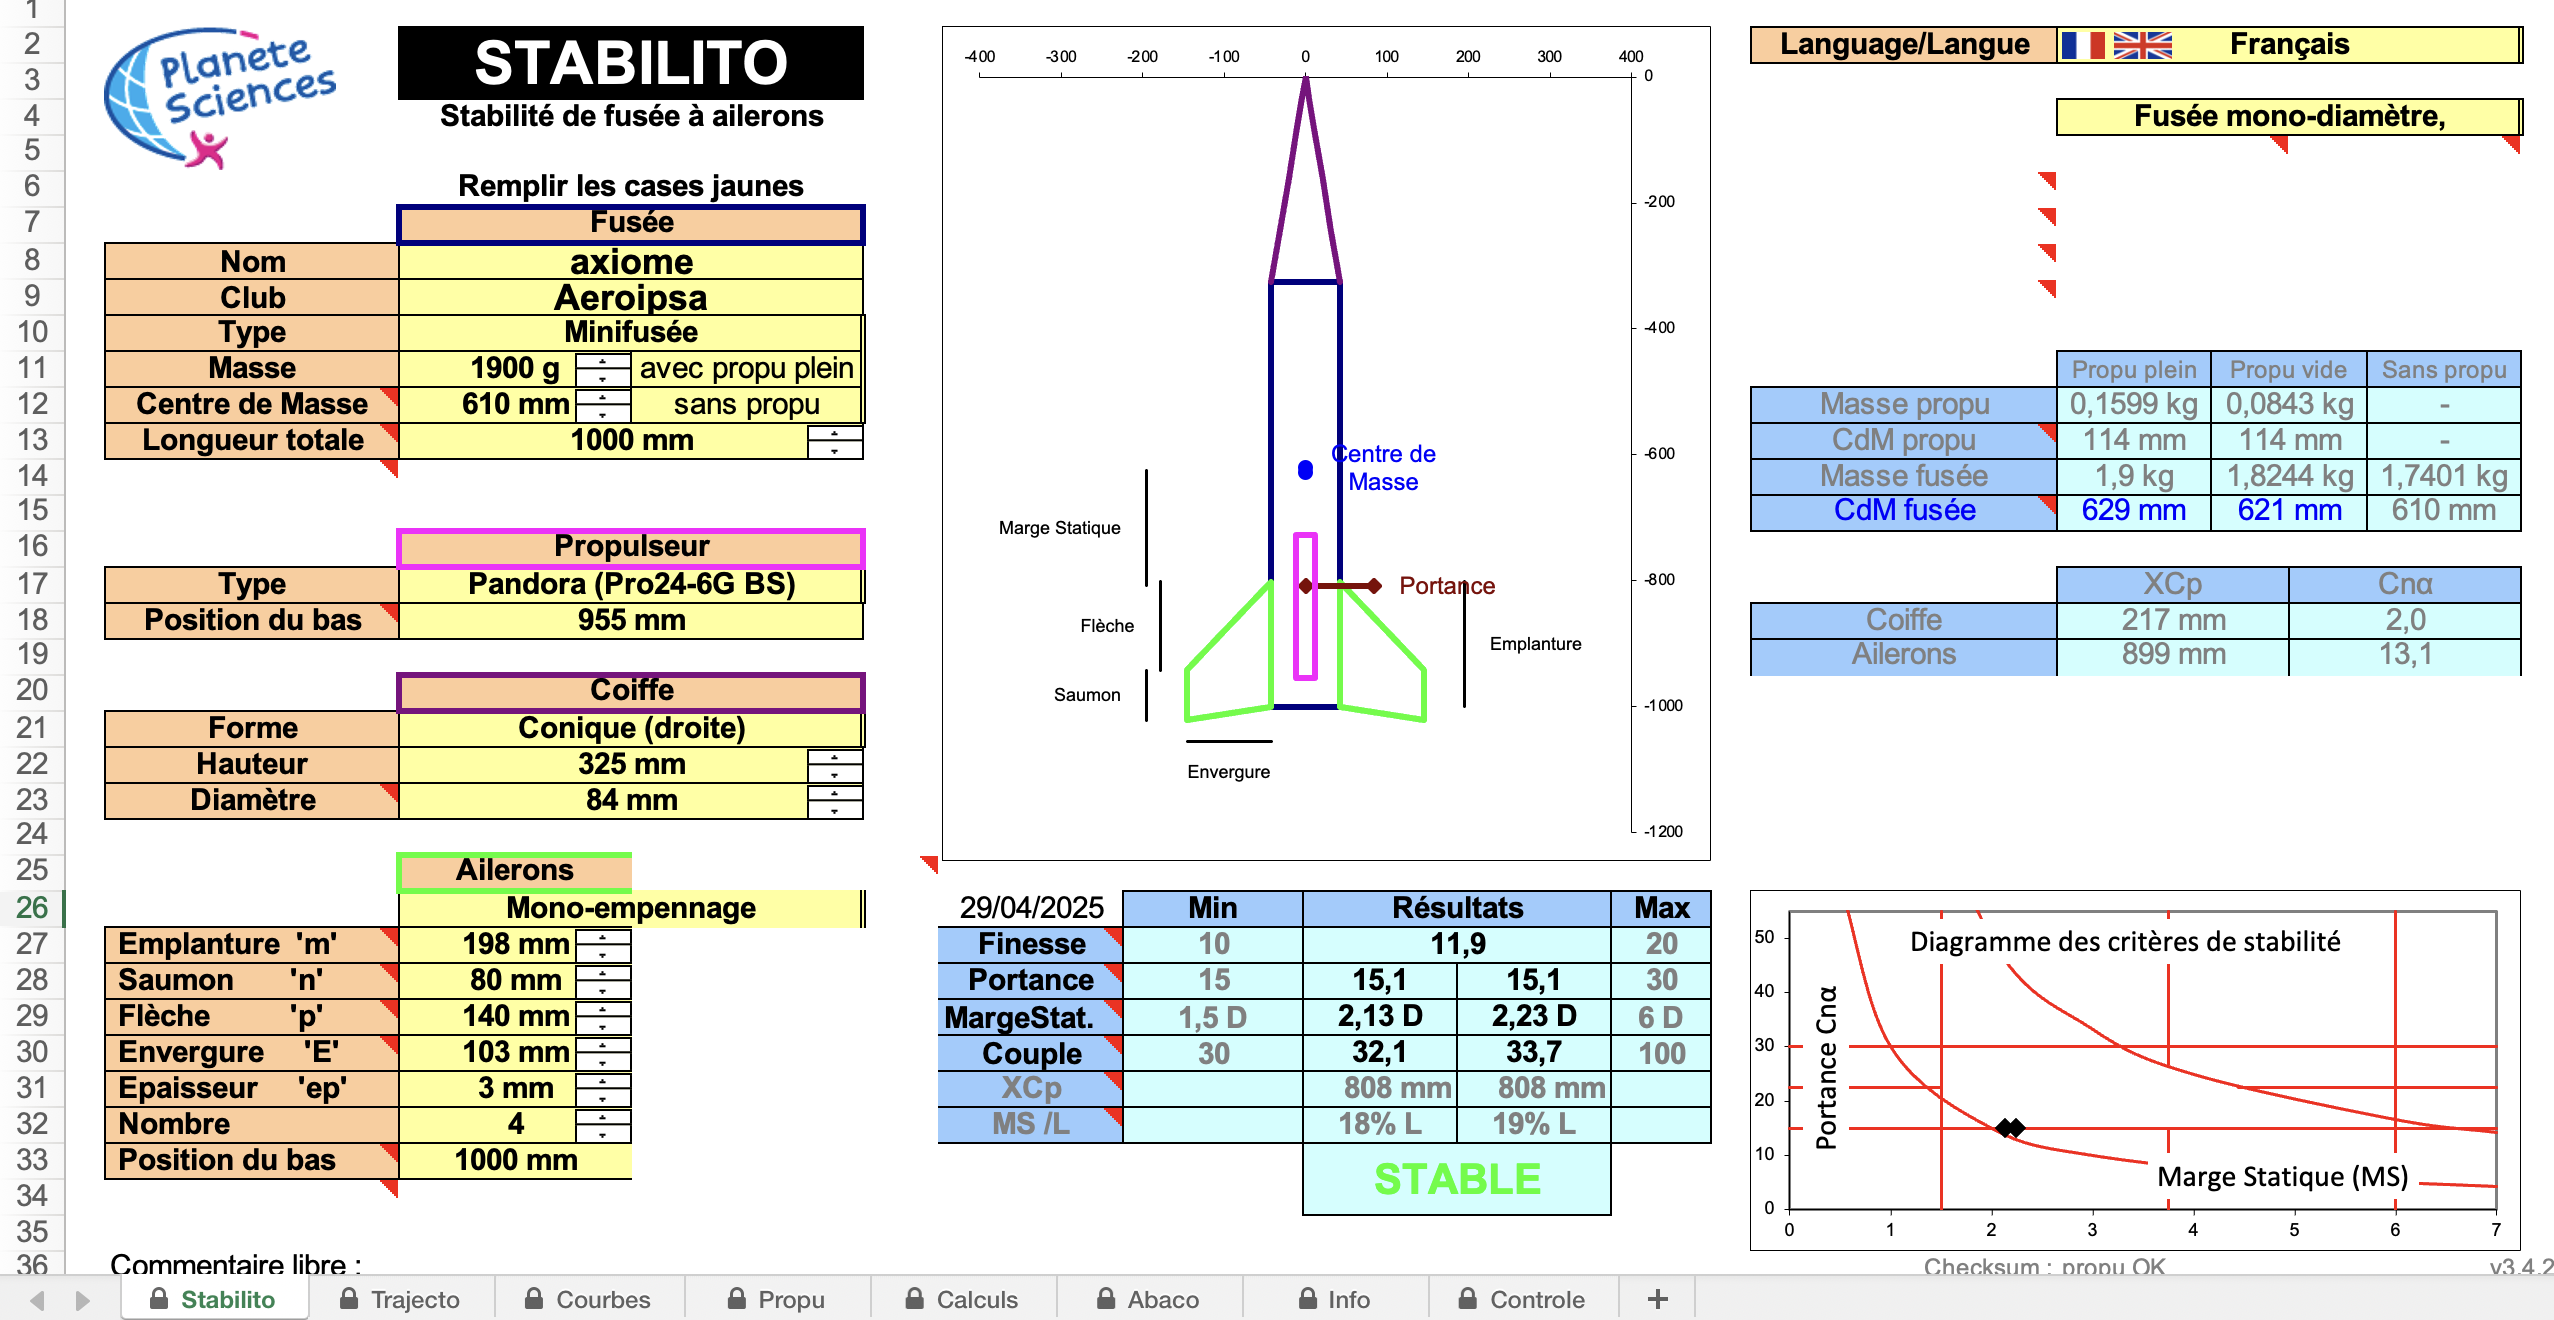 Planète
Sciences
STABILITO
Stabilité de fusée à ailerons
Remplir les cases jaunes
Fusée
Nom axiome
Club Aeroipsa
Type Minifusée
Masse 1900 g avec propu plein
Centre de Masse 610 mm sans propu
Longueur totale 1000 mm
Propulseur
Type Pandora (Pro24-6G BS)
Position du bas 955 mm
Coiffe
Forme Conique (droite)
Hauteur 325 mm
Diamètre 84 mm
Ailerons
Mono-empennage
Emplanture 'm' 198 mm
Saumon 'n' 80 mm
Flèche 'p' 140 mm
Envergure 'E' 103 mm
Epaisseur 'ep' 3 mm
Nombre 4
Position du bas 1000 mm
Commentaire libre :
1
2
3
4
5
6
7
8
9
10
11
12
13
14
15
16
17
18
19
20
21
22
23
24
25
26
27
28
29
30
31
32
33
34
35
36
-400 -300 -200 -100 0 100 200 300 400
0
-200
-400
-600
-800
-1000
-1200
Centre de
Masse
Marge Statique
Portance
Flèche
Emplanture
Saumon
Envergure
29/04/2025 Min Résultats Max
Finesse 10 11,9 20
Portance 15 15,1 15,1 30
MargeStat. 1,5 D 2,13 D 2,23 D 6 D
Couple 30 32,1 33,7 100
XCp 808 mm 808 mm
MS /L 18% L 19% L
STABLE
Language/Langue Français
Fusée mono-diamètre,
Propu plein Propu vide Sans propu
Masse propu 0,1599 kg 0,0843 kg -
CdM propu 114 mm 114 mm -
Masse fusée 1,9 kg 1,8244 kg 1,7401 kg
CdM fusée 629 mm 621 mm 610 mm
XCp Cnα
Coiffe 217 mm 2,0
Ailerons 899 mm 13,1
Diagramme des critères de stabilité
Portance Cnα
50
40
30
20
10
0
Marge Statique (MS)
0 1 2 3 4 5 6 7
Checksum : propu OK v3.4.2
Stabilito Trajecto Courbes Propu Calculs Abaco Info Controle +